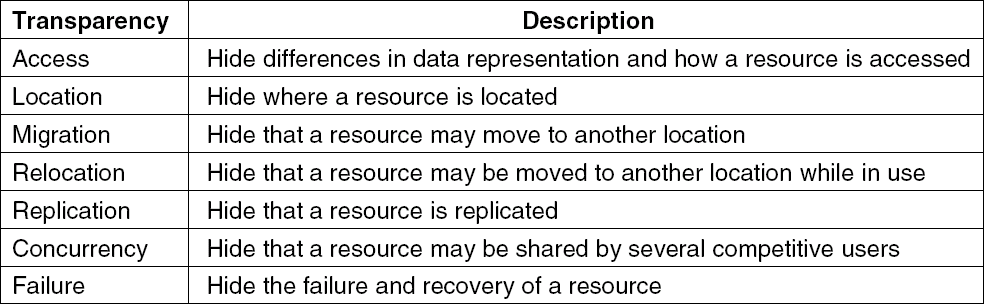 Transparency Description
Access Hide differences in data representation and how a resource is accessed
Location Hide where a resource is located
Migration Hide that a resource may move to another location
Relocation Hide that a resource may be moved to another location while in use
Replication Hide that a resource is replicated
Concurrency Hide that a resource may be shared by several competitive users
Failure Hide the failure and recovery of a resource